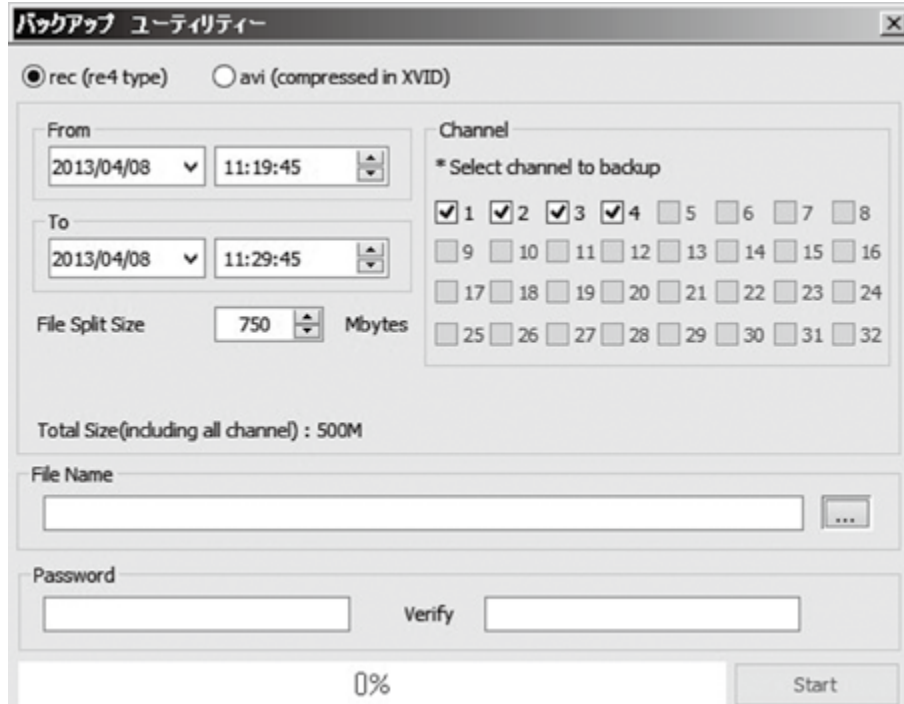 バックアップ ユーティリティー
rec (re4 type) avi (compressed in XVID)
From
2013/04/08 11:19:45
To
2013/04/08 11:29:45
File Split Size 750 Mbytes
Channel
* Select channel to backup
1 2 3 4 5 6 7 8
9 10 11 12 13 14 15 16
17 18 19 20 21 22 23 24
25 26 27 28 29 30 31 32
Total Size(including all channel) : 500M
File Name
...
Password
Verify
0%
Start